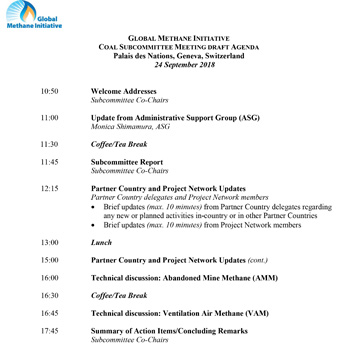 Global
Methane Initiative
GLOBAL METHANE INITIATIVE
COAL SUBCOMMITTEE MEETING DRAFT AGENDA
Palais des Nations, Geneva, Switzerland
24 September 2018
10:50 Welcome Addresses
Subcommittee Co-Chairs
11:00 Update from Administrative Support Group (ASG)
Monica Shimamura, ASG
11:30 Coffee/Tea Break
11:45 Subcommittee Report
Subcommittee Co-Chairs
12:15 Partner Country and Project Network Updates
Partner Country delegates and Project Network members
• Brief updates (max. 10 minutes) from Partner Country delegates regarding
any new or planned activities in-country or in other Partner Countries
• Brief updates (max. 10 minutes) from Project Network members
13:00 Lunch
15:00 Partner Country and Project Network Updates (cont.)
16:00 Technical discussion: Abandoned Mine Methane (AMM)
16:30 Coffee/Tea Break
16:45 Technical discussion: Ventilation Air Methane (VAM)
17:45 Summary of Action Items/Concluding Remarks
Subcommittee Co-Chairs